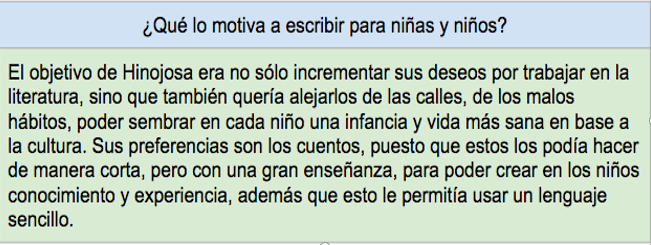 ¿Qué lo motiva a escribir para niñas y niños?
El objetivo de Hinojosa era no sólo incrementar sus deseos por trabajar en la
literatura, sino que también quería alejarlos de las calles, de los malos
hábitos, poder sembrar en cada niño una infancia y vida más sana en base a
la cultura. Sus preferencias son los cuentos, puesto que estos los podía hacer
de manera corta, pero con una gran enseñanza, para poder crear en los niños
conocimiento y experiencia, además que esto le permitía usar un lenguaje
sencillo.